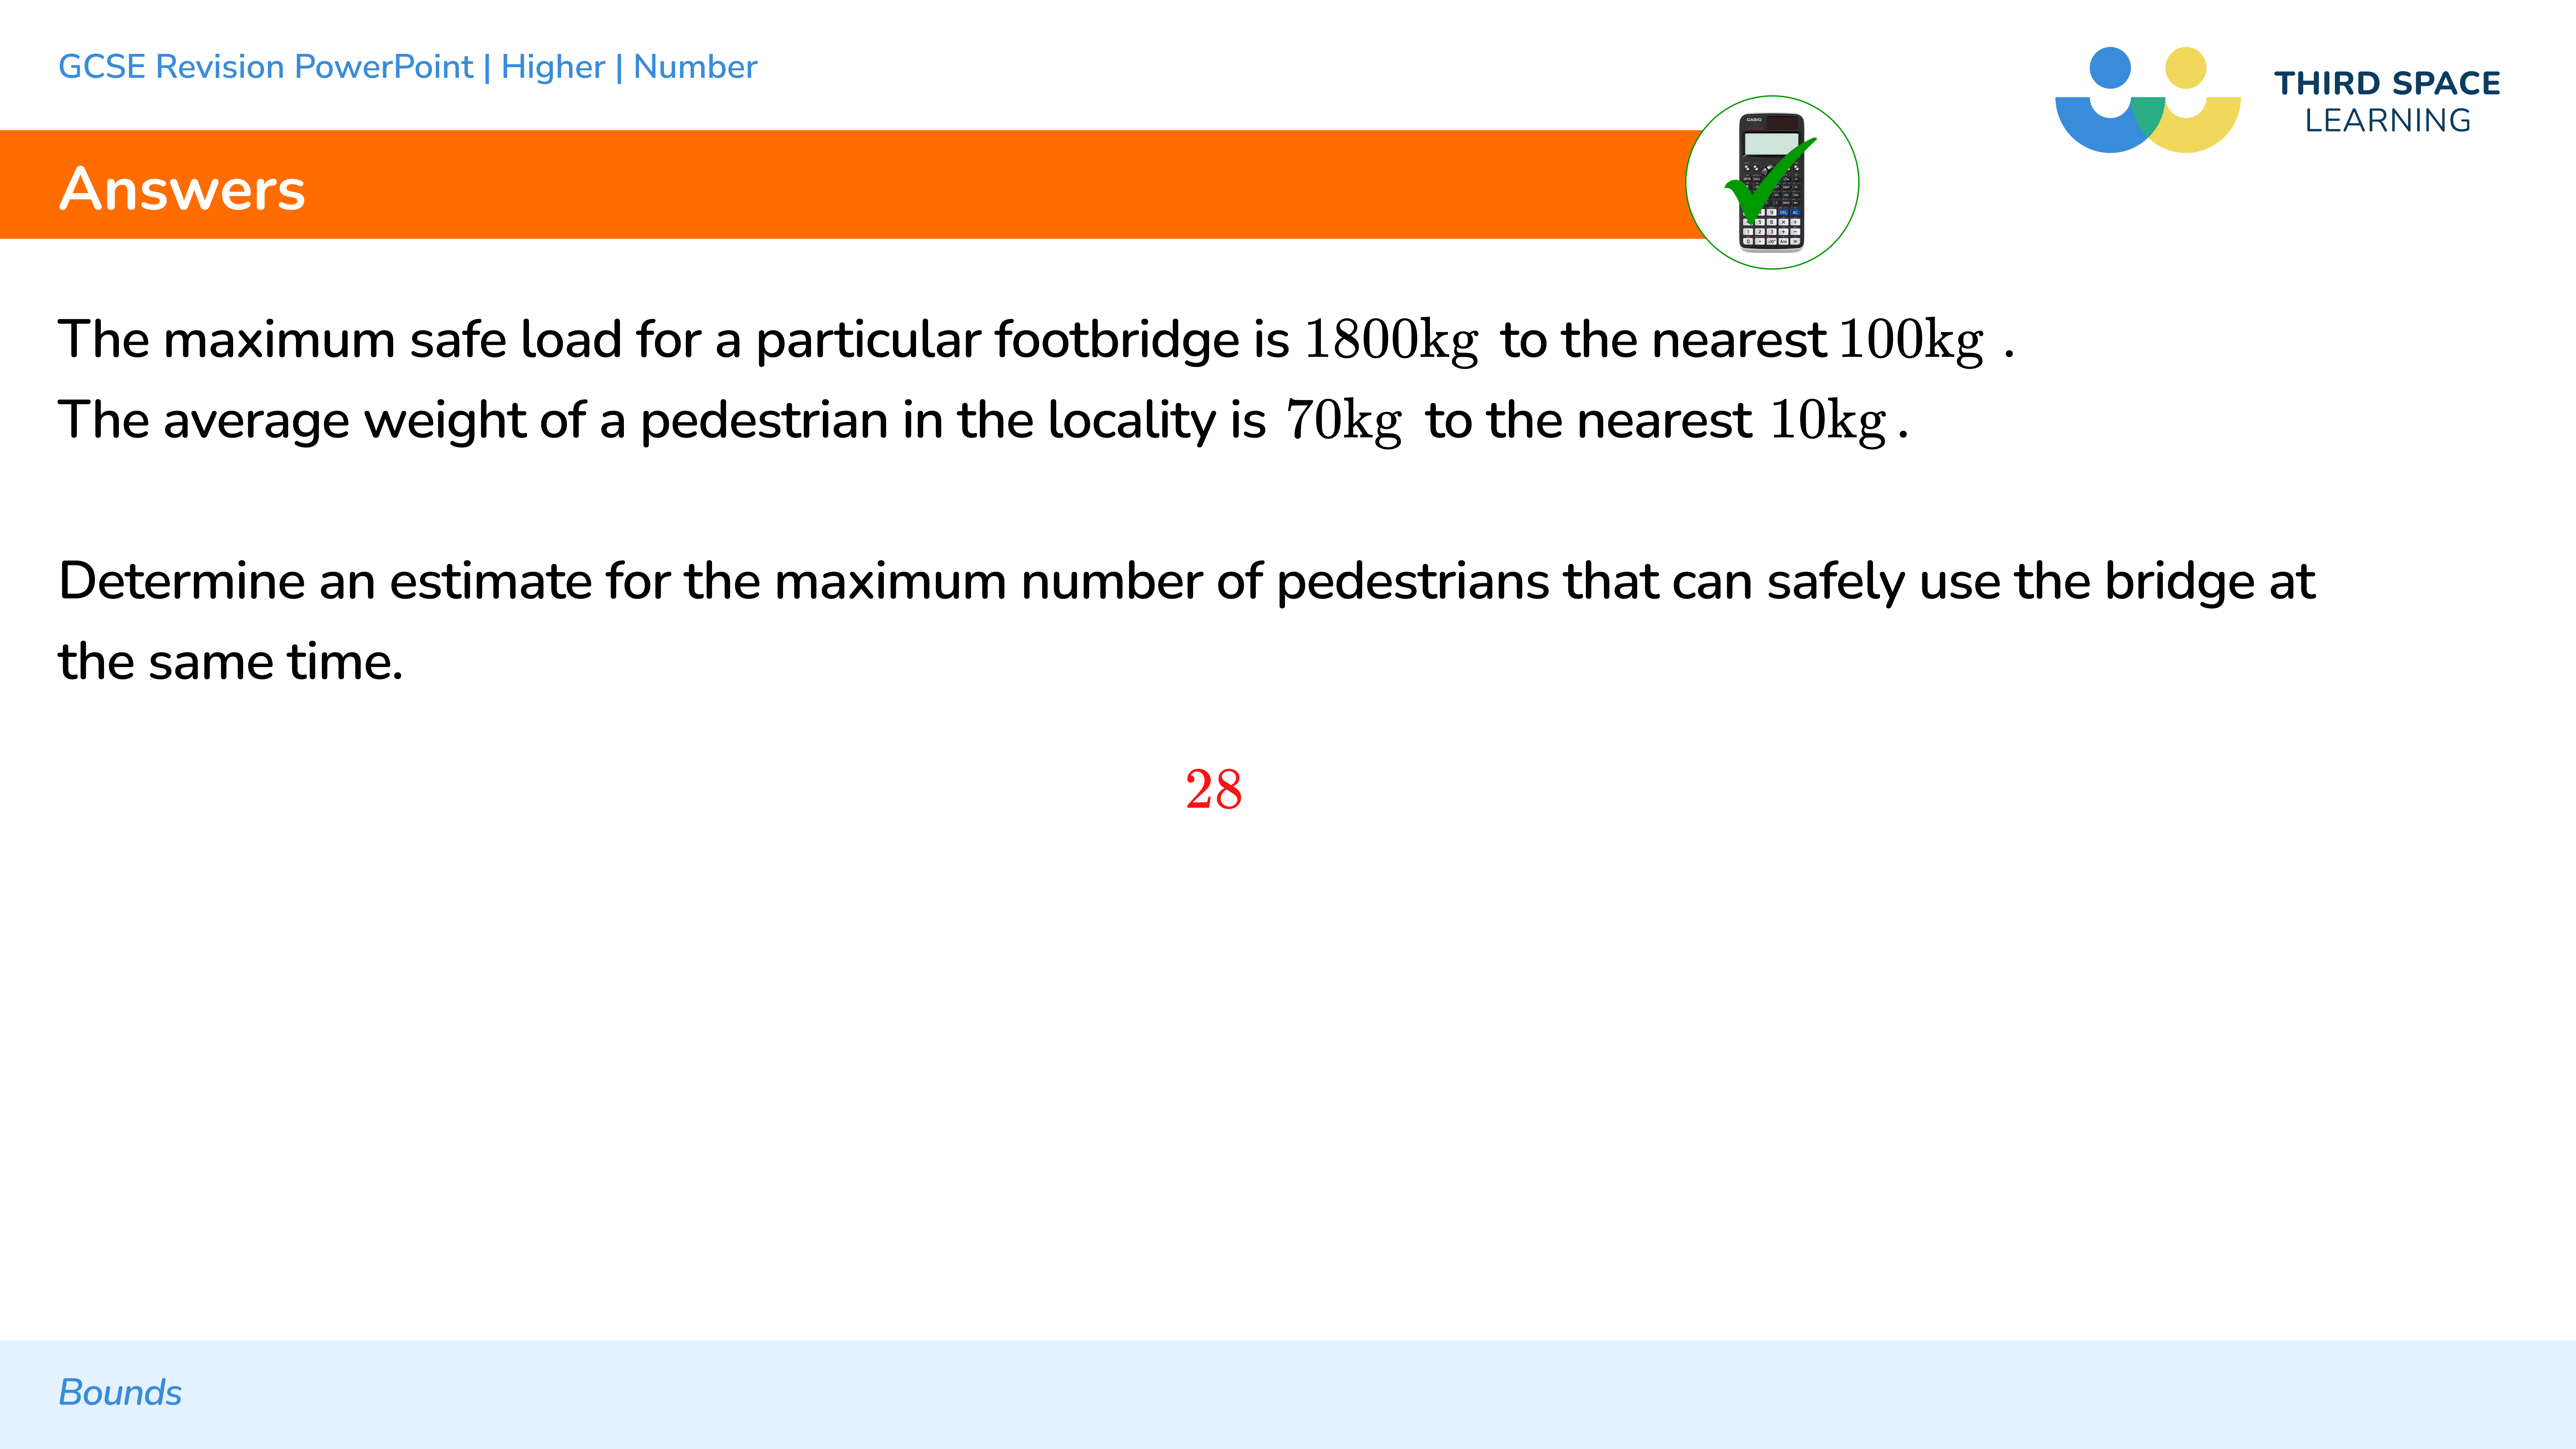 GCSE Revision PowerPoint | Higher | Number
THIRD SPACE
LEARNING
Answers
The maximum safe load for a particular footbridge is 1800kg to the nearest 100kg .
The average weight of a pedestrian in the locality is 70kg to the nearest 10kg.
Determine an estimate for the maximum number of pedestrians that can safely use the bridge at
the same time.
28
Bounds